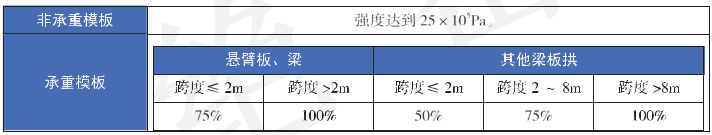 非承重模板 强度达到 25 × 10⁵Pa
承重模板
悬臂板、梁 其他梁板拱
跨度≤ 2m 跨度 >2m 跨度≤ 2m 跨度 2 ~ 8m 跨度 >8m
75% 100% 50% 75% 100%